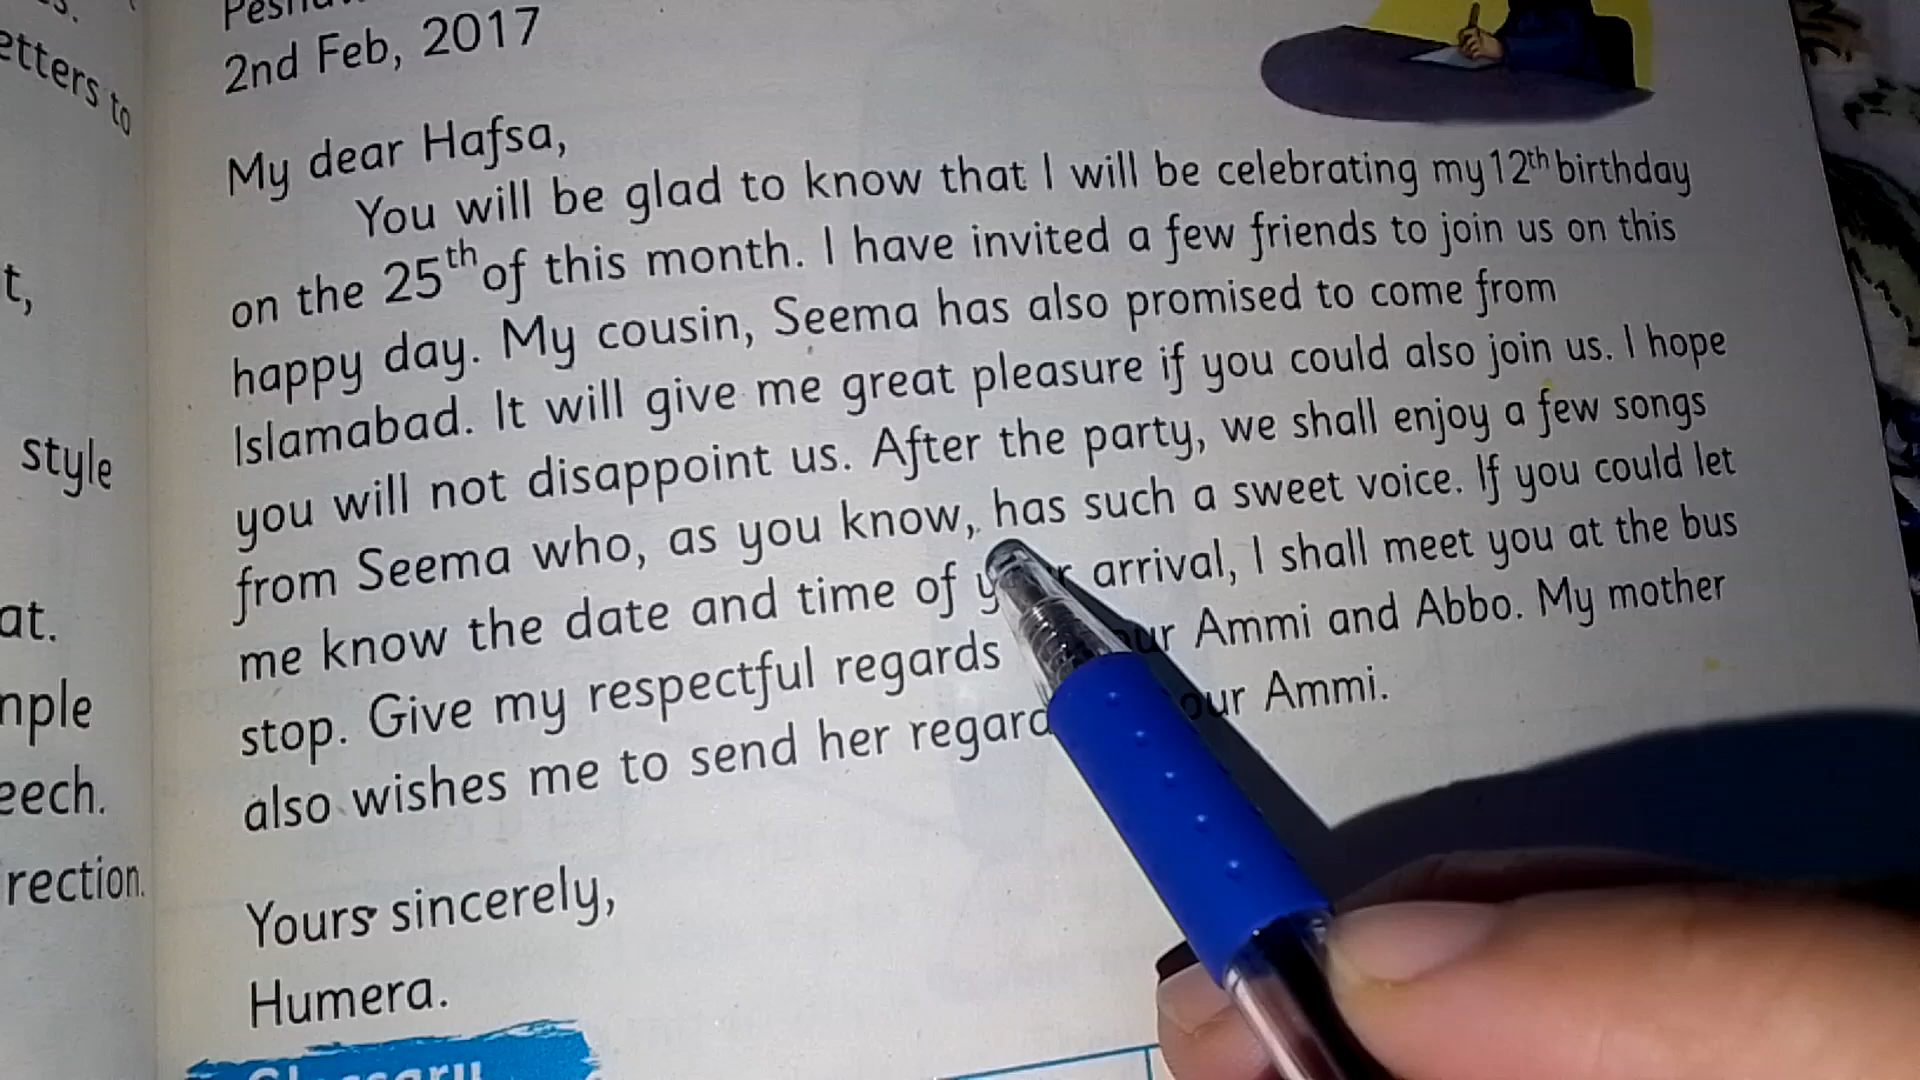 etters to
t,
style
at.
eech.
rection.
2nd Feb, 2017
My dear Hafsa,
You will be glad to know that I will be celebrating my 12th birthday
on the 25th of this month. I have invited a few friends to join us on this
happy day. My cousin, Seema has also promised to come from
Islamabad. It will give me great pleasure if you could also join us. I hope
you will not disappoint us. After the party, we shall enjoy a few songs
from Seema who, as you know, has such a sweet voice. If you could let
me know the date and time of arrival, I shall meet you at the bus
stop. Give my respectful regards our Ammi and Abbo. My mother
also wishes me to send her regard our Ammi.
Yours sincerely,
Humera.
Glossary